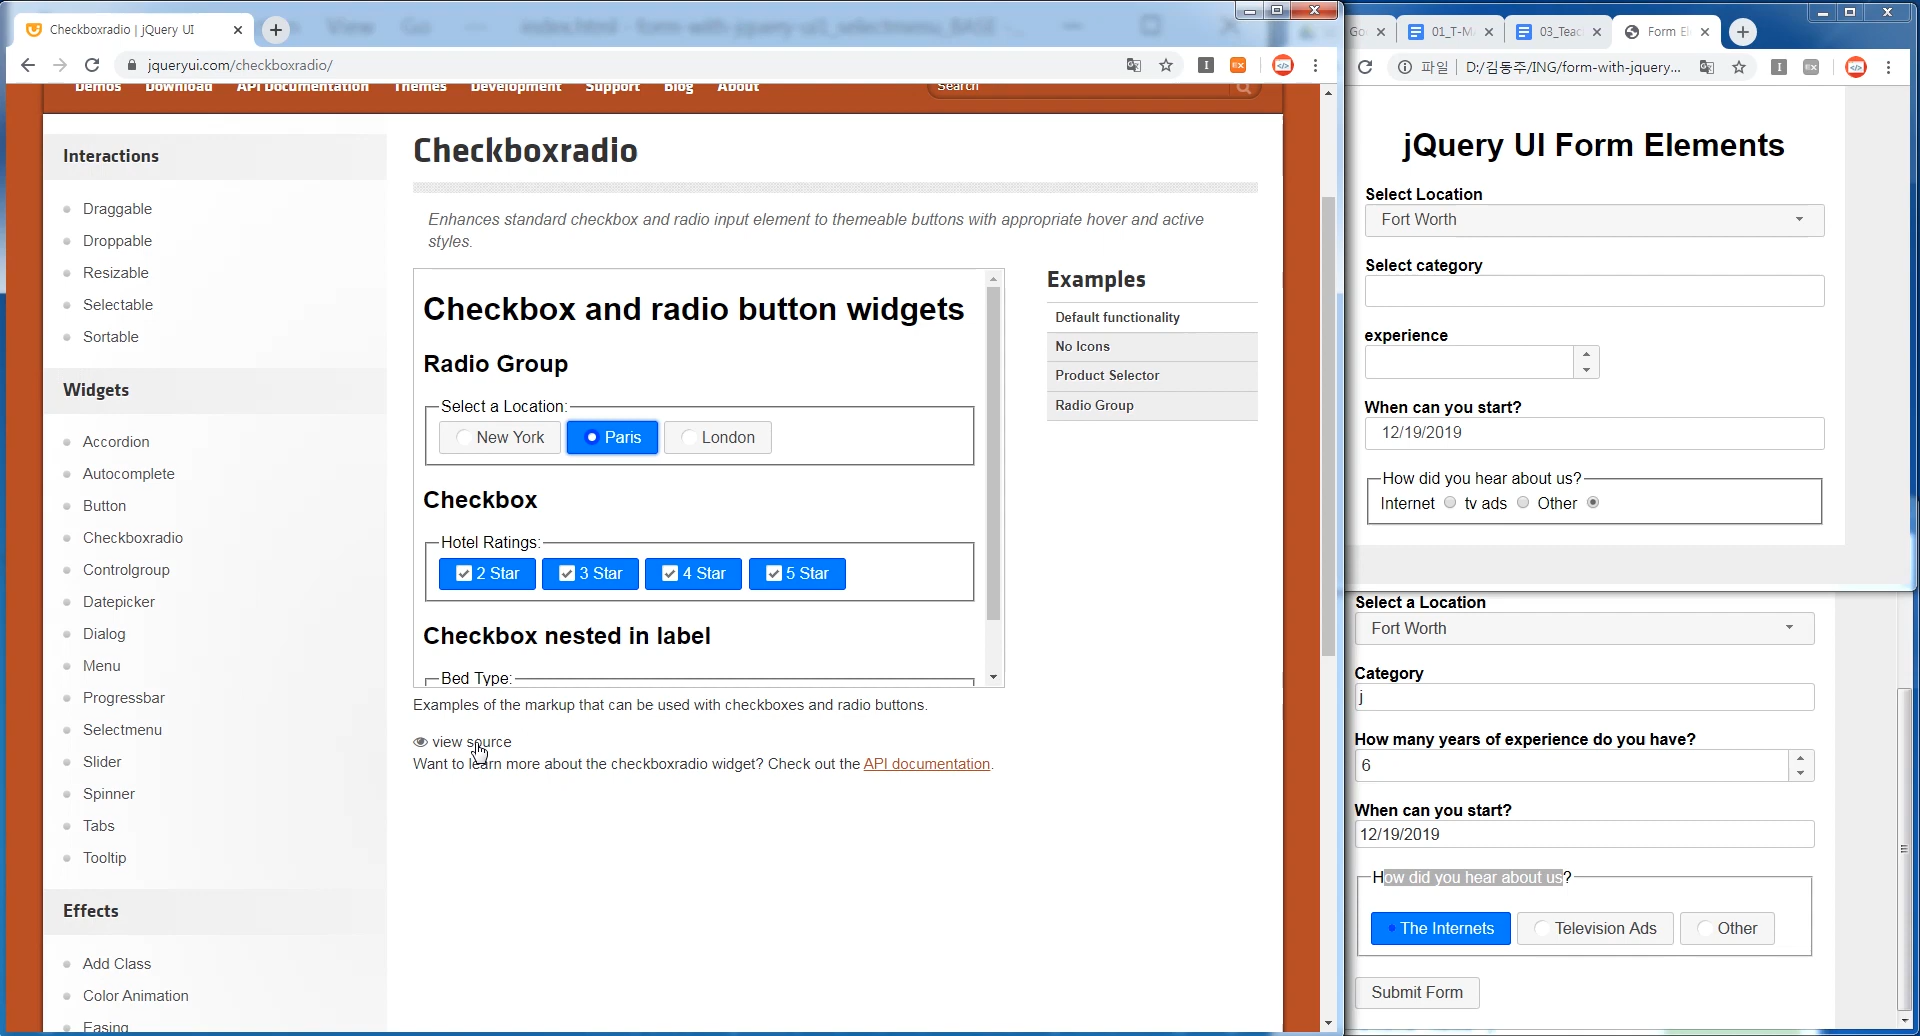 Checkboxradio | jQuery UI
jqueryui.com/checkboxradio/
Demos Download API Documentation Themes Development Support Blog About
Search
Interactions
Draggable
Droppable
Resizable
Selectable
Sortable
Widgets
Accordion
Autocomplete
Button
Checkboxradio
Controlgroup
Datepicker
Dialog
Menu
Progressbar
Selectmenu
Slider
Spinner
Tabs
Tooltip
Effects
Add Class
Color Animation
Easing
Checkboxradio
Enhances standard checkbox and radio input element to themeable buttons with appropriate hover and active
styles.
Checkbox and radio button widgets
Radio Group
Select a Location:
New York Paris London
Checkbox
Hotel Ratings:
2 Star 3 Star 4 Star 5 Star
Checkbox nested in label
Bed Type:
Examples
Default functionality
No Icons
Product Selector
Radio Group
Examples of the markup that can be used with checkboxes and radio buttons.
view source
Want to learn more about the checkboxradio widget? Check out the API documentation.
Go 01_T-M 03_Teac Form El
파일 D:/김동주/ING/form-with-jquery...
jQuery UI Form Elements
Select Location
Fort Worth
Select category
experience
When can you start?
12/19/2019
How did you hear about us?
Internet tv ads Other
Select a Location
Fort Worth
Category
j
How many years of experience do you have?
6
When can you start?
12/19/2019
How did you hear about us?
The Internets Television Ads Other
Submit Form